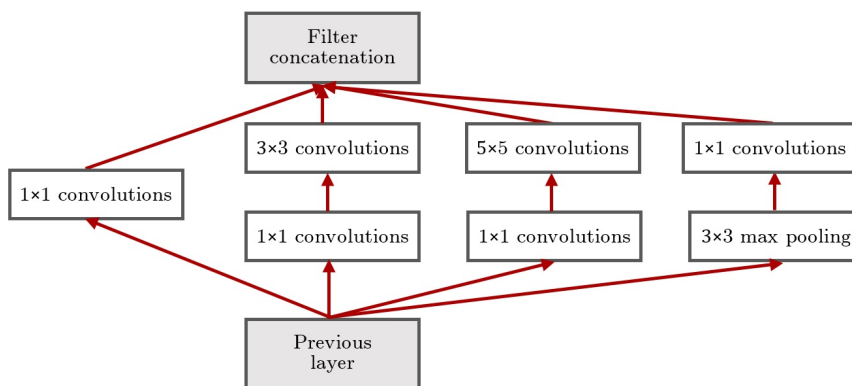 Filter
concatenation
3×3 convolutions
5×5 convolutions
1×1 convolutions
1×1 convolutions
1×1 convolutions
1×1 convolutions
3×3 max pooling
Previous
layer